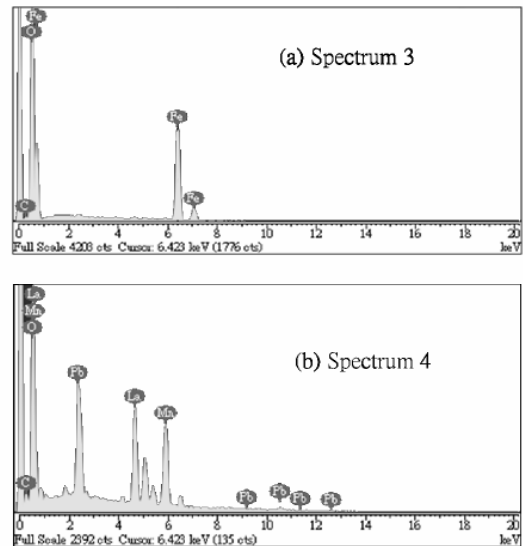 Fe
O
(a) Spectrum 3
Fe
Fe
C
0 2 4 6 8 10 12 14 16 18 20
Full Scale 4203 cts Cursor: 6.423 keV (1776 cts) keV
La
Mn
O
(b) Spectrum 4
Pb
La
Mn
C
Pb Pb Pb Pb
0 2 4 6 8 10 12 14 16 18 20
Full Scale 2392 cts Cursor: 6.423 keV (135 cts) keV